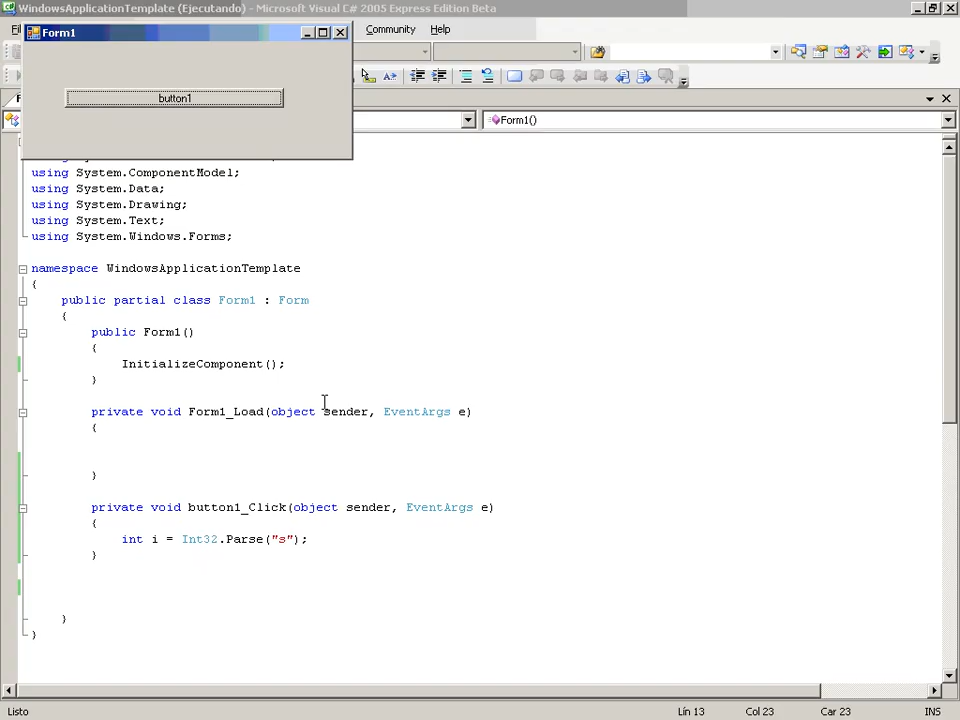 WindowsApplicationTemplate (Ejecutando) - Microsoft Visual C# 2005 Express Edition Beta
Form1
Community Help
button1
Form1()
using System.ComponentModel;
using System.Data;
using System.Drawing;
using System.Text;
using System.Windows.Forms;
namespace WindowsApplicationTemplate
{
public partial class Form1 : Form
{
public Form1()
{
InitializeComponent();
}
private void Form1_Load(object sender, EventArgs e)
{
}
private void button1_Click(object sender, EventArgs e)
{
int i = Int32.Parse("s");
}
}
}
Listo Lín 13 Col 23 Car 23 INS